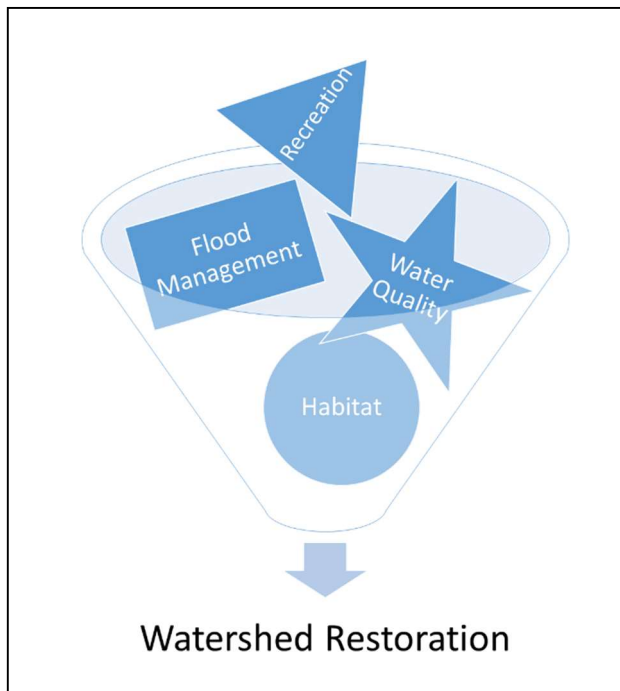 Recreation
Flood
Management
Water
Quality
Habitat
Watershed Restoration